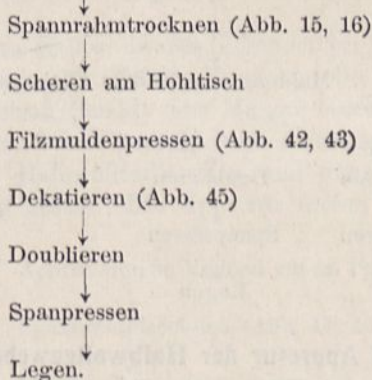 Spannrahmtrocknen (Abb. 15, 16)
Scheren am Hohltisch
Filzmuldenpressen (Abb. 42, 43)
Dekatieren (Abb. 45)
Doublieren
Spanpressen
Legen.